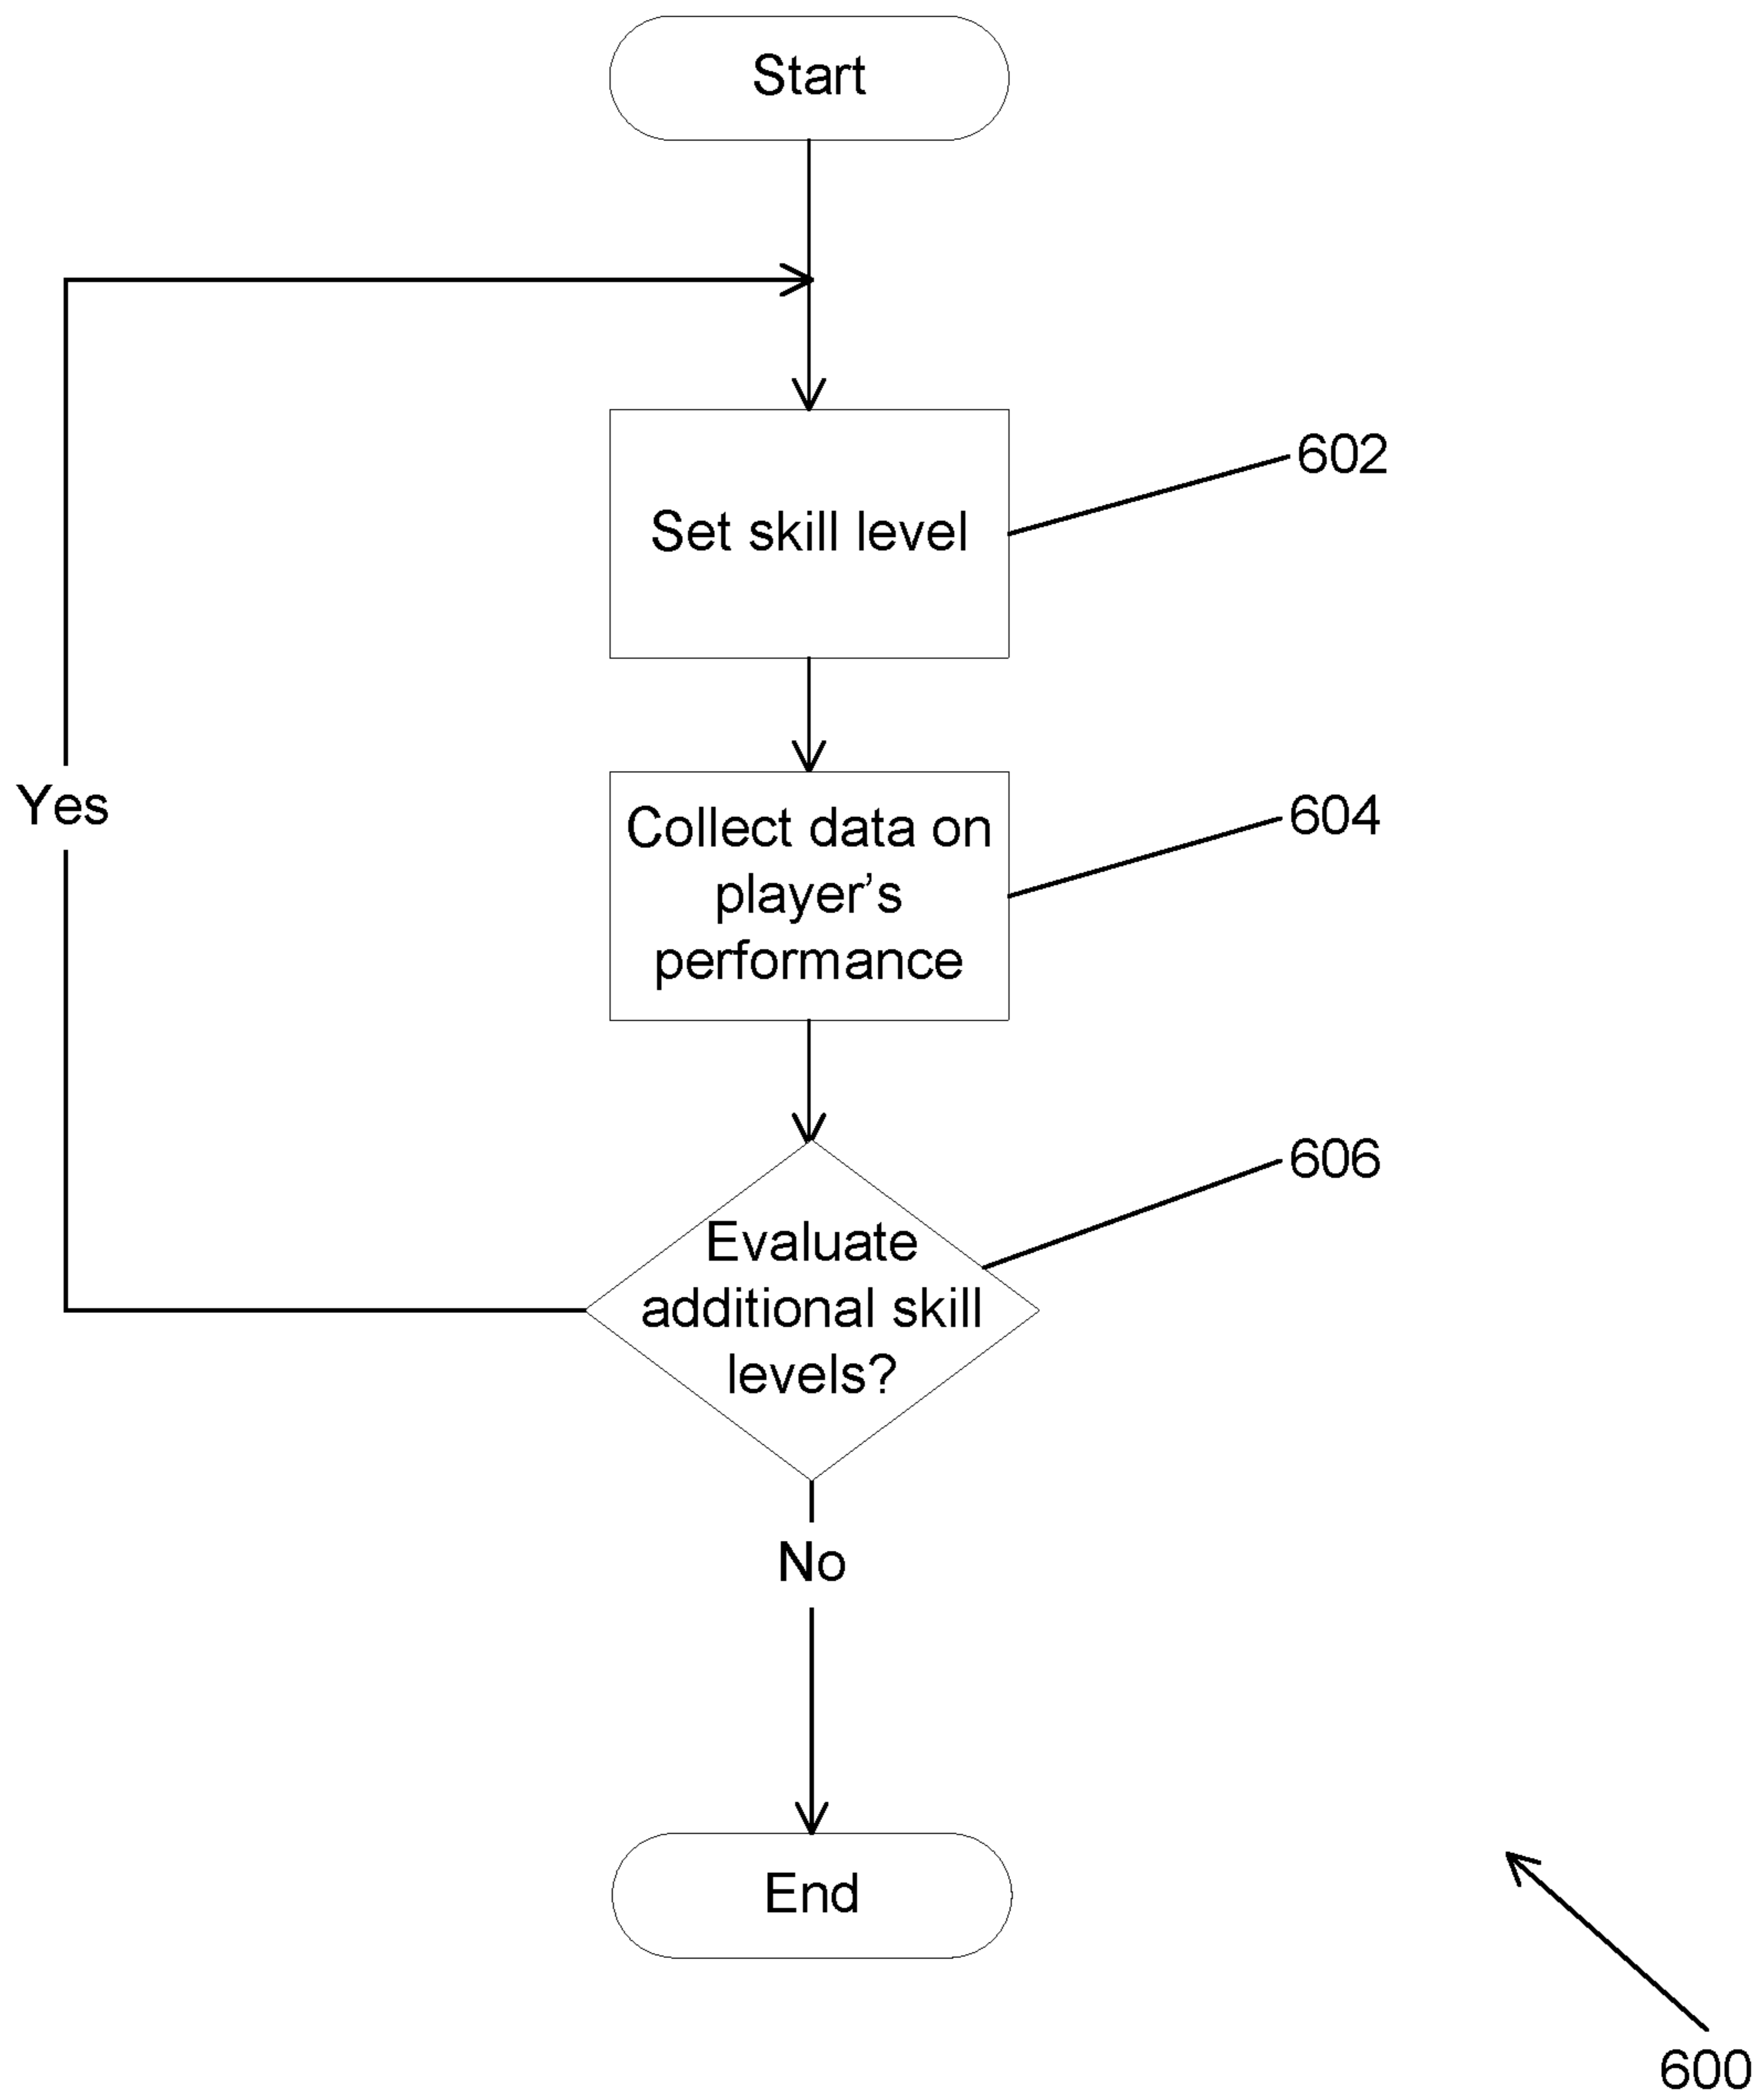 Start
602
Set skill level
604
Collect data on
player's
performance
Yes
606
Evaluate
additional skill
levels?
No
End
600